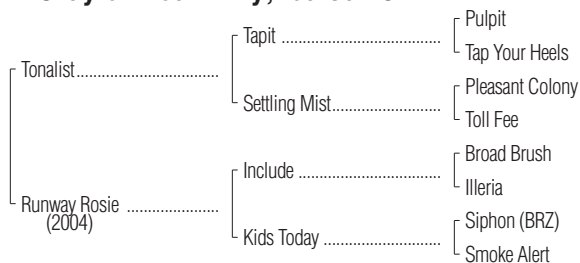 Pulpit
Tapit ....................................
Tap Your Heels
Tonalist................................
Pleasant Colony
Settling Mist...........................
Toll Fee
Broad Brush
Include ................................
Illeria
Runway Rosie .....................
(2004)
Siphon (BRZ)
Kids Today ..........................
Smoke Alert